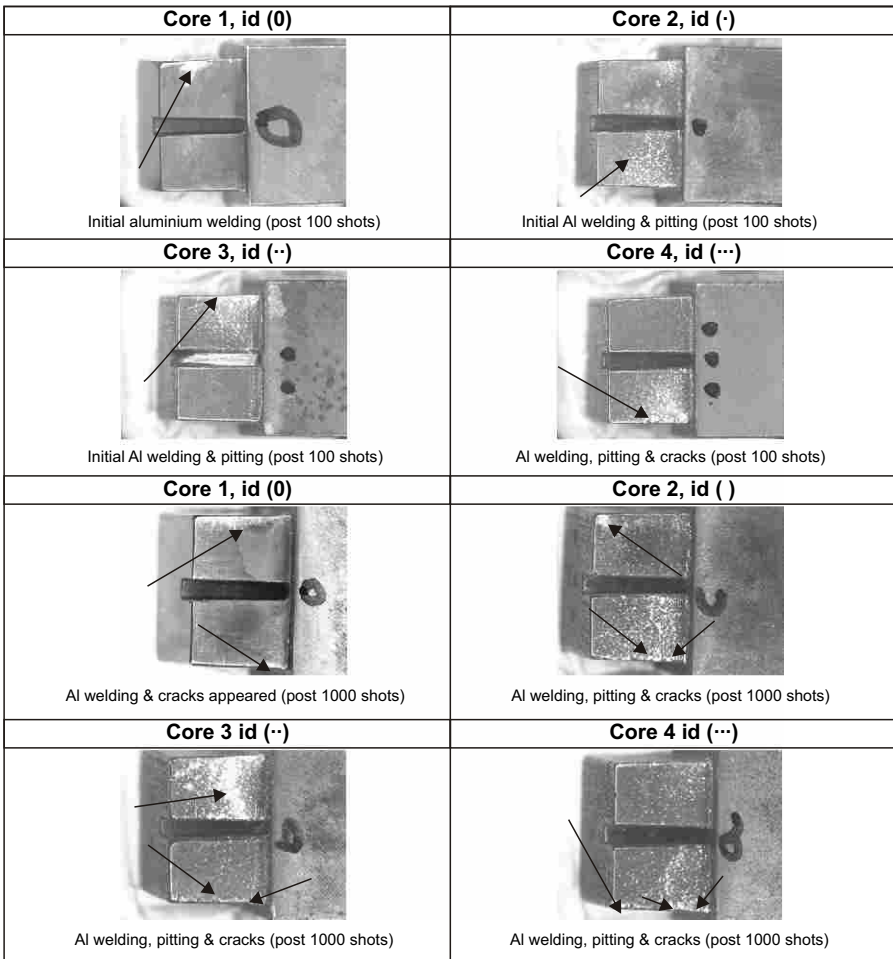 Core 1, id (0)
Core 2, id (·)
Initial aluminium welding (post 100 shots)
Initial Al welding & pitting (post 100 shots)
Core 3, id (··)
Core 4, id (···)
Initial Al welding & pitting (post 100 shots)
Al welding, pitting & cracks (post 100 shots)
Core 1, id (0)
Core 2, id ( )
Al welding & cracks appeared (post 1000 shots)
Al welding, pitting & cracks (post 1000 shots)
Core 3 id (··)
Core 4 id (···)
Al welding, pitting & cracks (post 1000 shots)
Al welding, pitting & cracks (post 1000 shots)